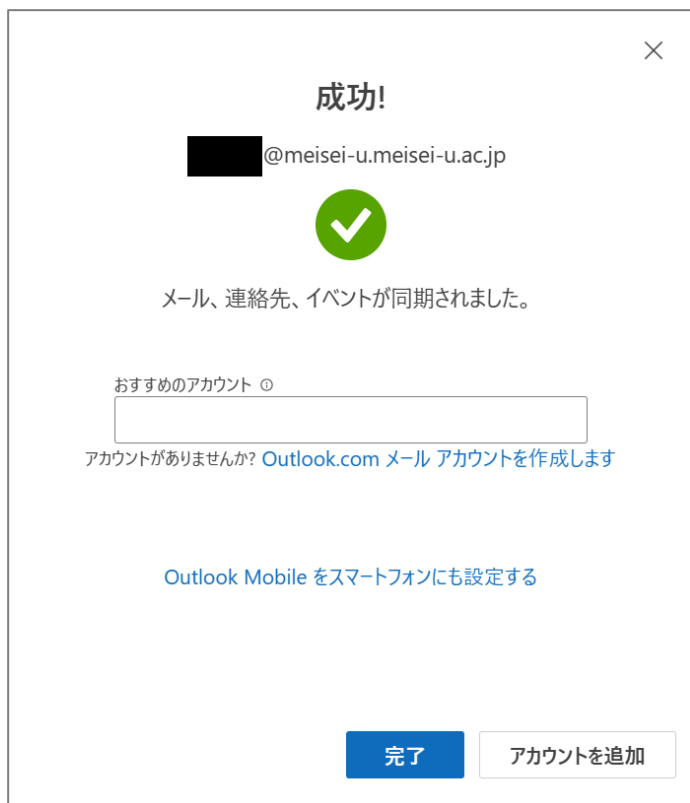 成功!
@meisei-u.meisei-u.ac.jp
メール、連絡先、イベントが同期されました。
おすすめのアカウント
アカウントがありませんか? Outlook.com メール アカウントを作成します
Outlook Mobile をスマートフォンにも設定する
完了
アカウントを追加